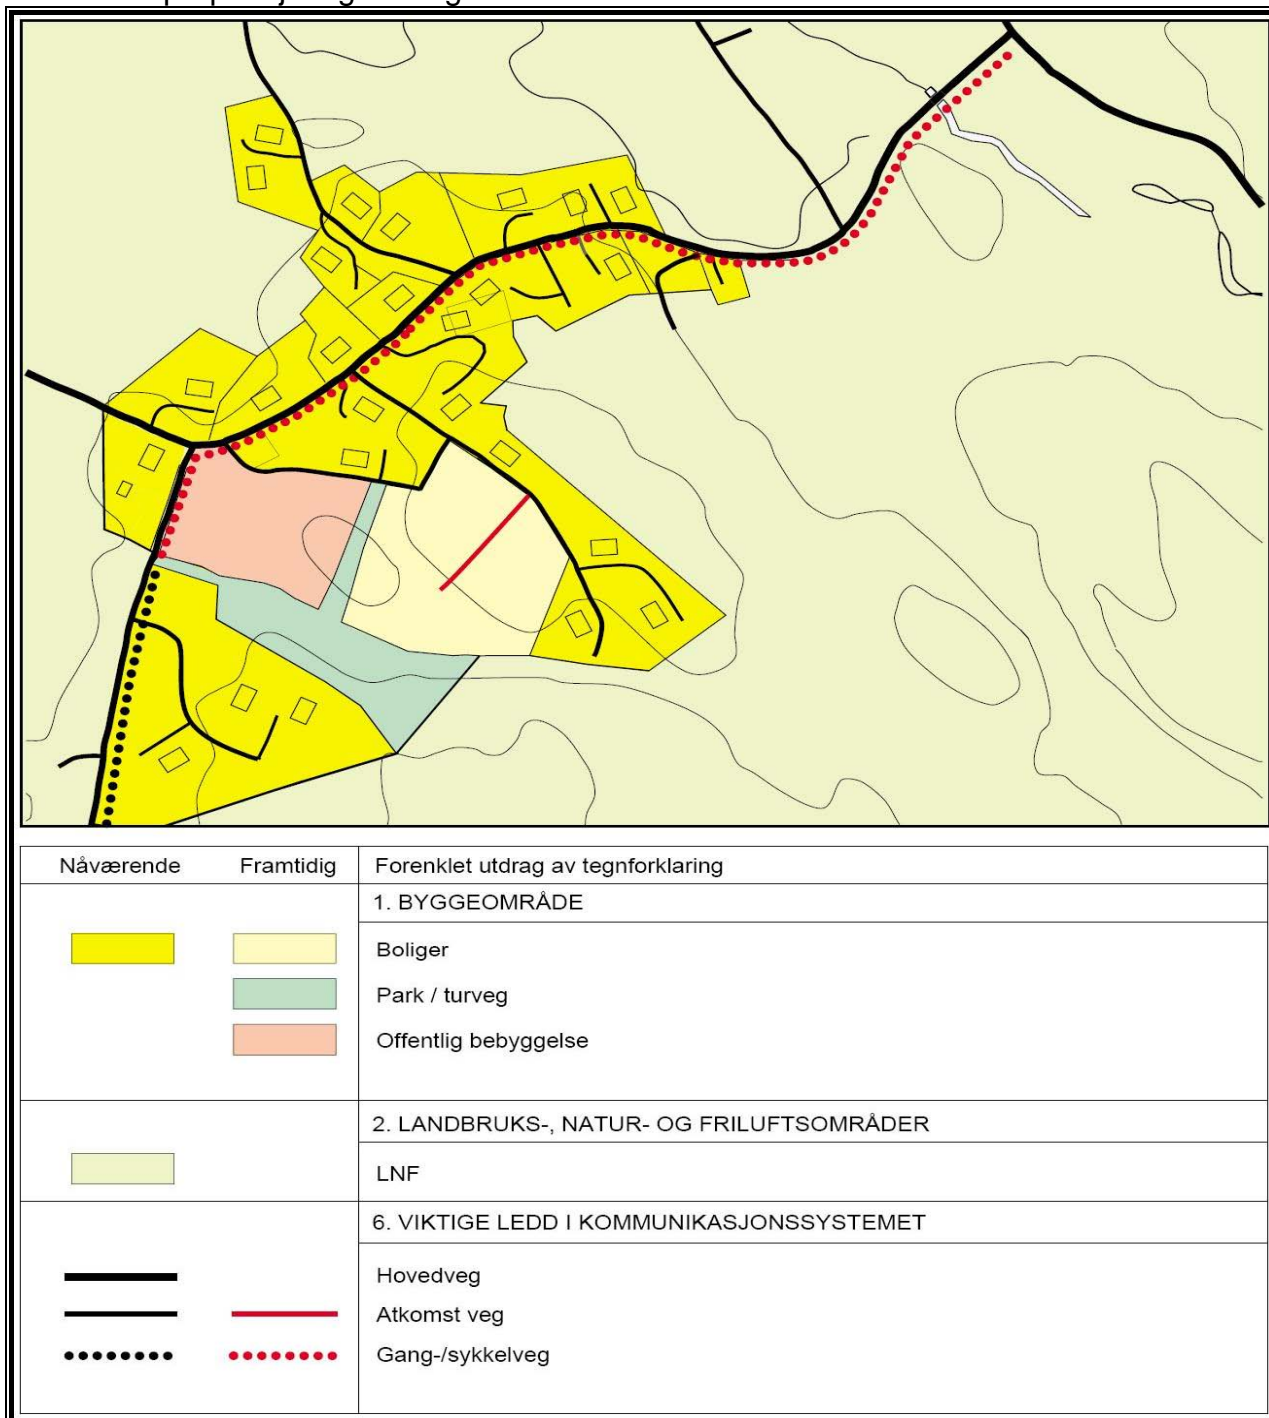 Nåværende Framtidig Forenklet utdrag av tegnforklaring
1. BYGGEOMRÅDE
Boliger
Park / turveg
Offentlig bebyggelse
2. LANDBRUKS-, NATUR- OG FRILUFTSOMRÅDER
LNF
6. VIKTIGE LEDD I KOMMUNIKASJONSSYSTEMET
Hovedveg
Atkomst veg
Gang-/sykkelveg